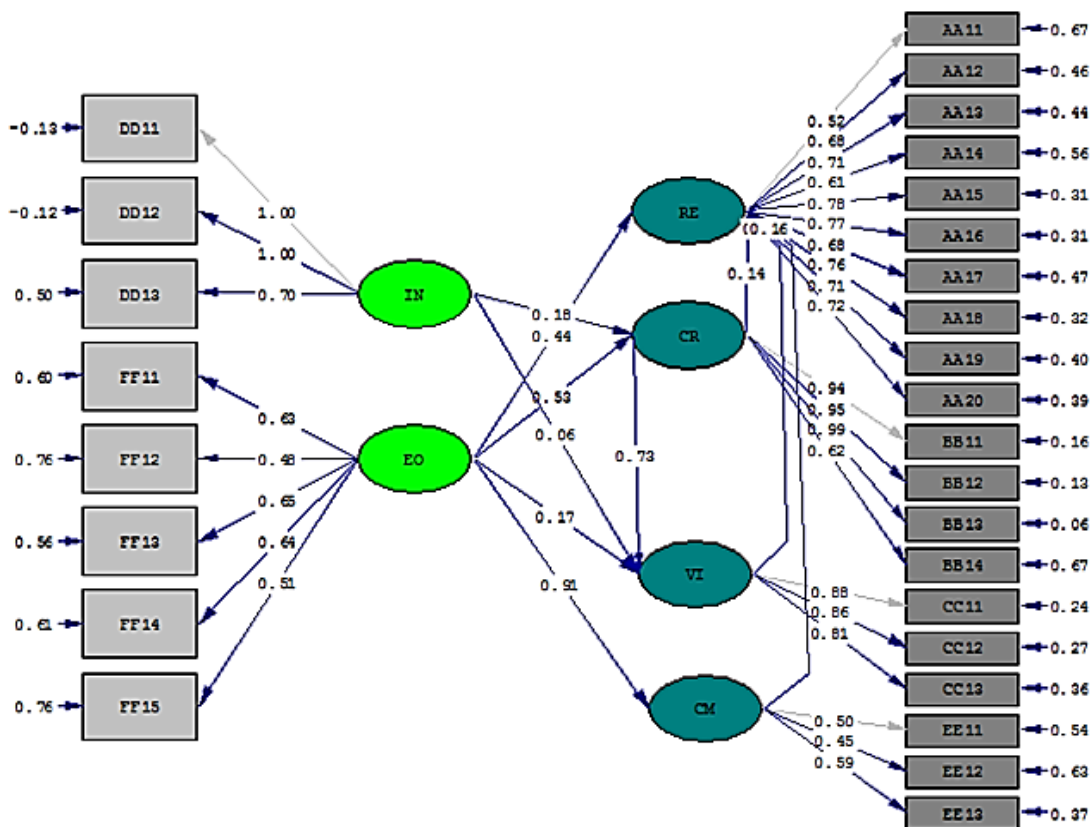 -0.13 DD11
-0.12 DD12
0.50 DD13
0.60 FF11
0.76 FF12
0.56 FF13
0.61 FF14
0.76 FF15
1.00
1.00
0.70
0.63
0.48
0.65
0.64
0.51
IN
EO
0.18
0.44
0.53
0.06
0.17
0.91
RE
CR
VI
CM
0.16
0.14
0.73
0.52
0.68
0.71
0.61
0.78
0.77
0.68
0.76
0.71
0.72
0.94
0.95
0.99
0.62
0.88
0.86
0.81
0.50
0.45
0.59
AA11 0.67
AA12 0.46
AA13 0.44
AA14 0.56
AA15 0.31
AA16 0.31
AA17 0.47
AA18 0.32
AA19 0.40
AA20 0.39
BB11 0.16
BB12 0.13
BB13 0.06
BB14 0.67
CC11 0.24
CC12 0.27
CC13 0.36
EE11 0.54
EE12 0.63
EE13 0.37